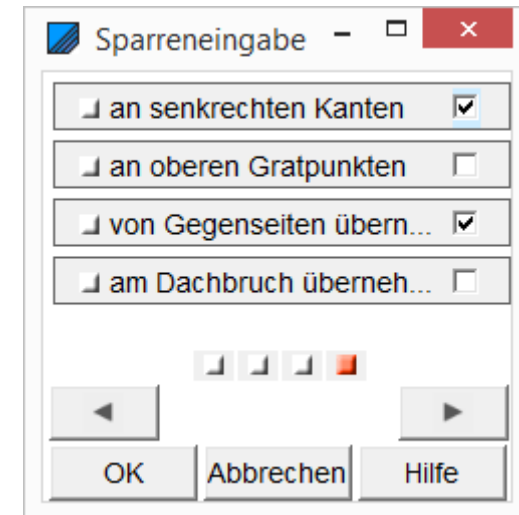 Sparreneingabe
an senkrechten Kanten
an oberen Gratpunkten
von Gegenseiten übern...
am Dachbruch überneh...
OK Abbrechen Hilfe